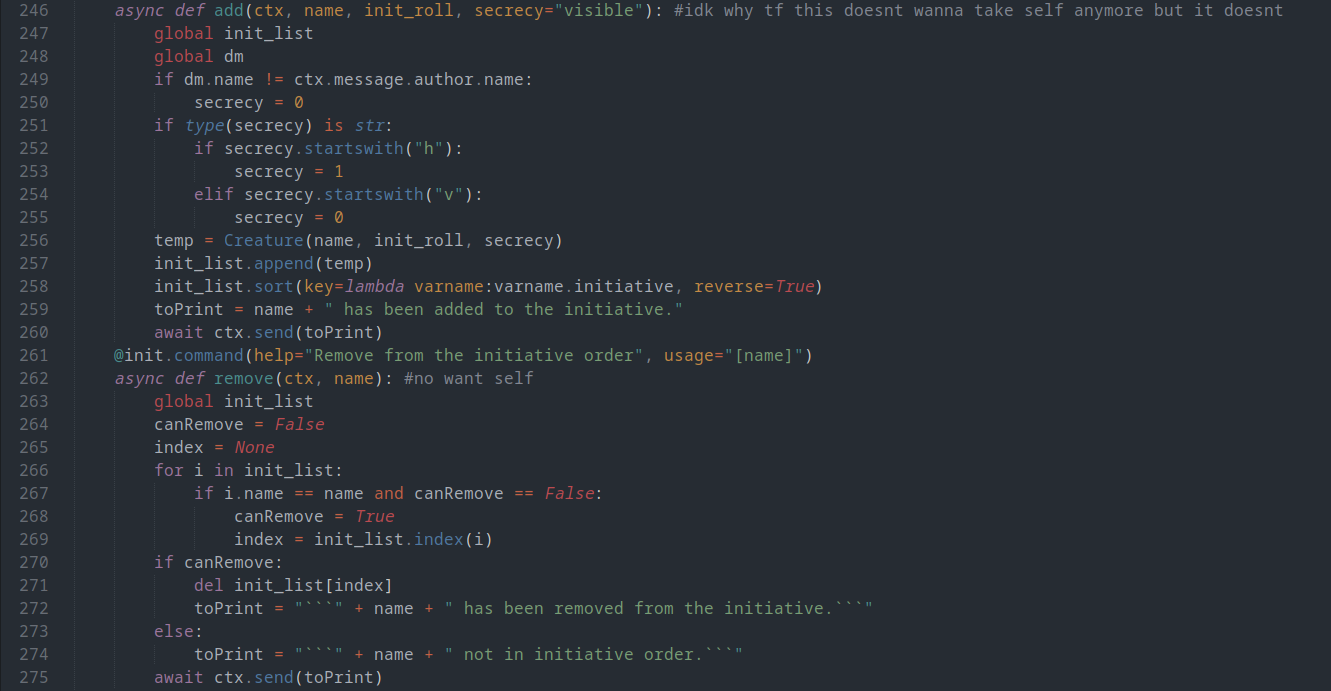 246 async def add(ctx, name, init_roll, secrecy="visible"): #idk why tf this doesnt wanna take self anymore but it doesnt
247 global init_list
248 global dm
249 if dm.name != ctx.message.author.name:
250 secrecy = 0
251 if type(secrecy) is str:
252 if secrecy.startswith("h"):
253 secrecy = 1
254 elif secrecy.startswith("v"):
255 secrecy = 0
256 temp = Creature(name, init_roll, secrecy)
257 init_list.append(temp)
258 init_list.sort(key=lambda varname:varname.initiative, reverse=True)
259 toPrint = name + " has been added to the initiative."
260 await ctx.send(toPrint)
261 @init.command(help="Remove from the initiative order", usage="[name]")
262 async def remove(ctx, name): #no want self
263 global init_list
264 canRemove = False
265 index = None
266 for i in init_list:
267 if i.name == name and canRemove == False:
268 canRemove = True
269 index = init_list.index(i)
270 if canRemove:
271 del init_list[index]
272 toPrint = "```" + name + " has been removed from the initiative.```"
273 else:
274 toPrint = "```" + name + " not in initiative order.```"
275 await ctx.send(toPrint)